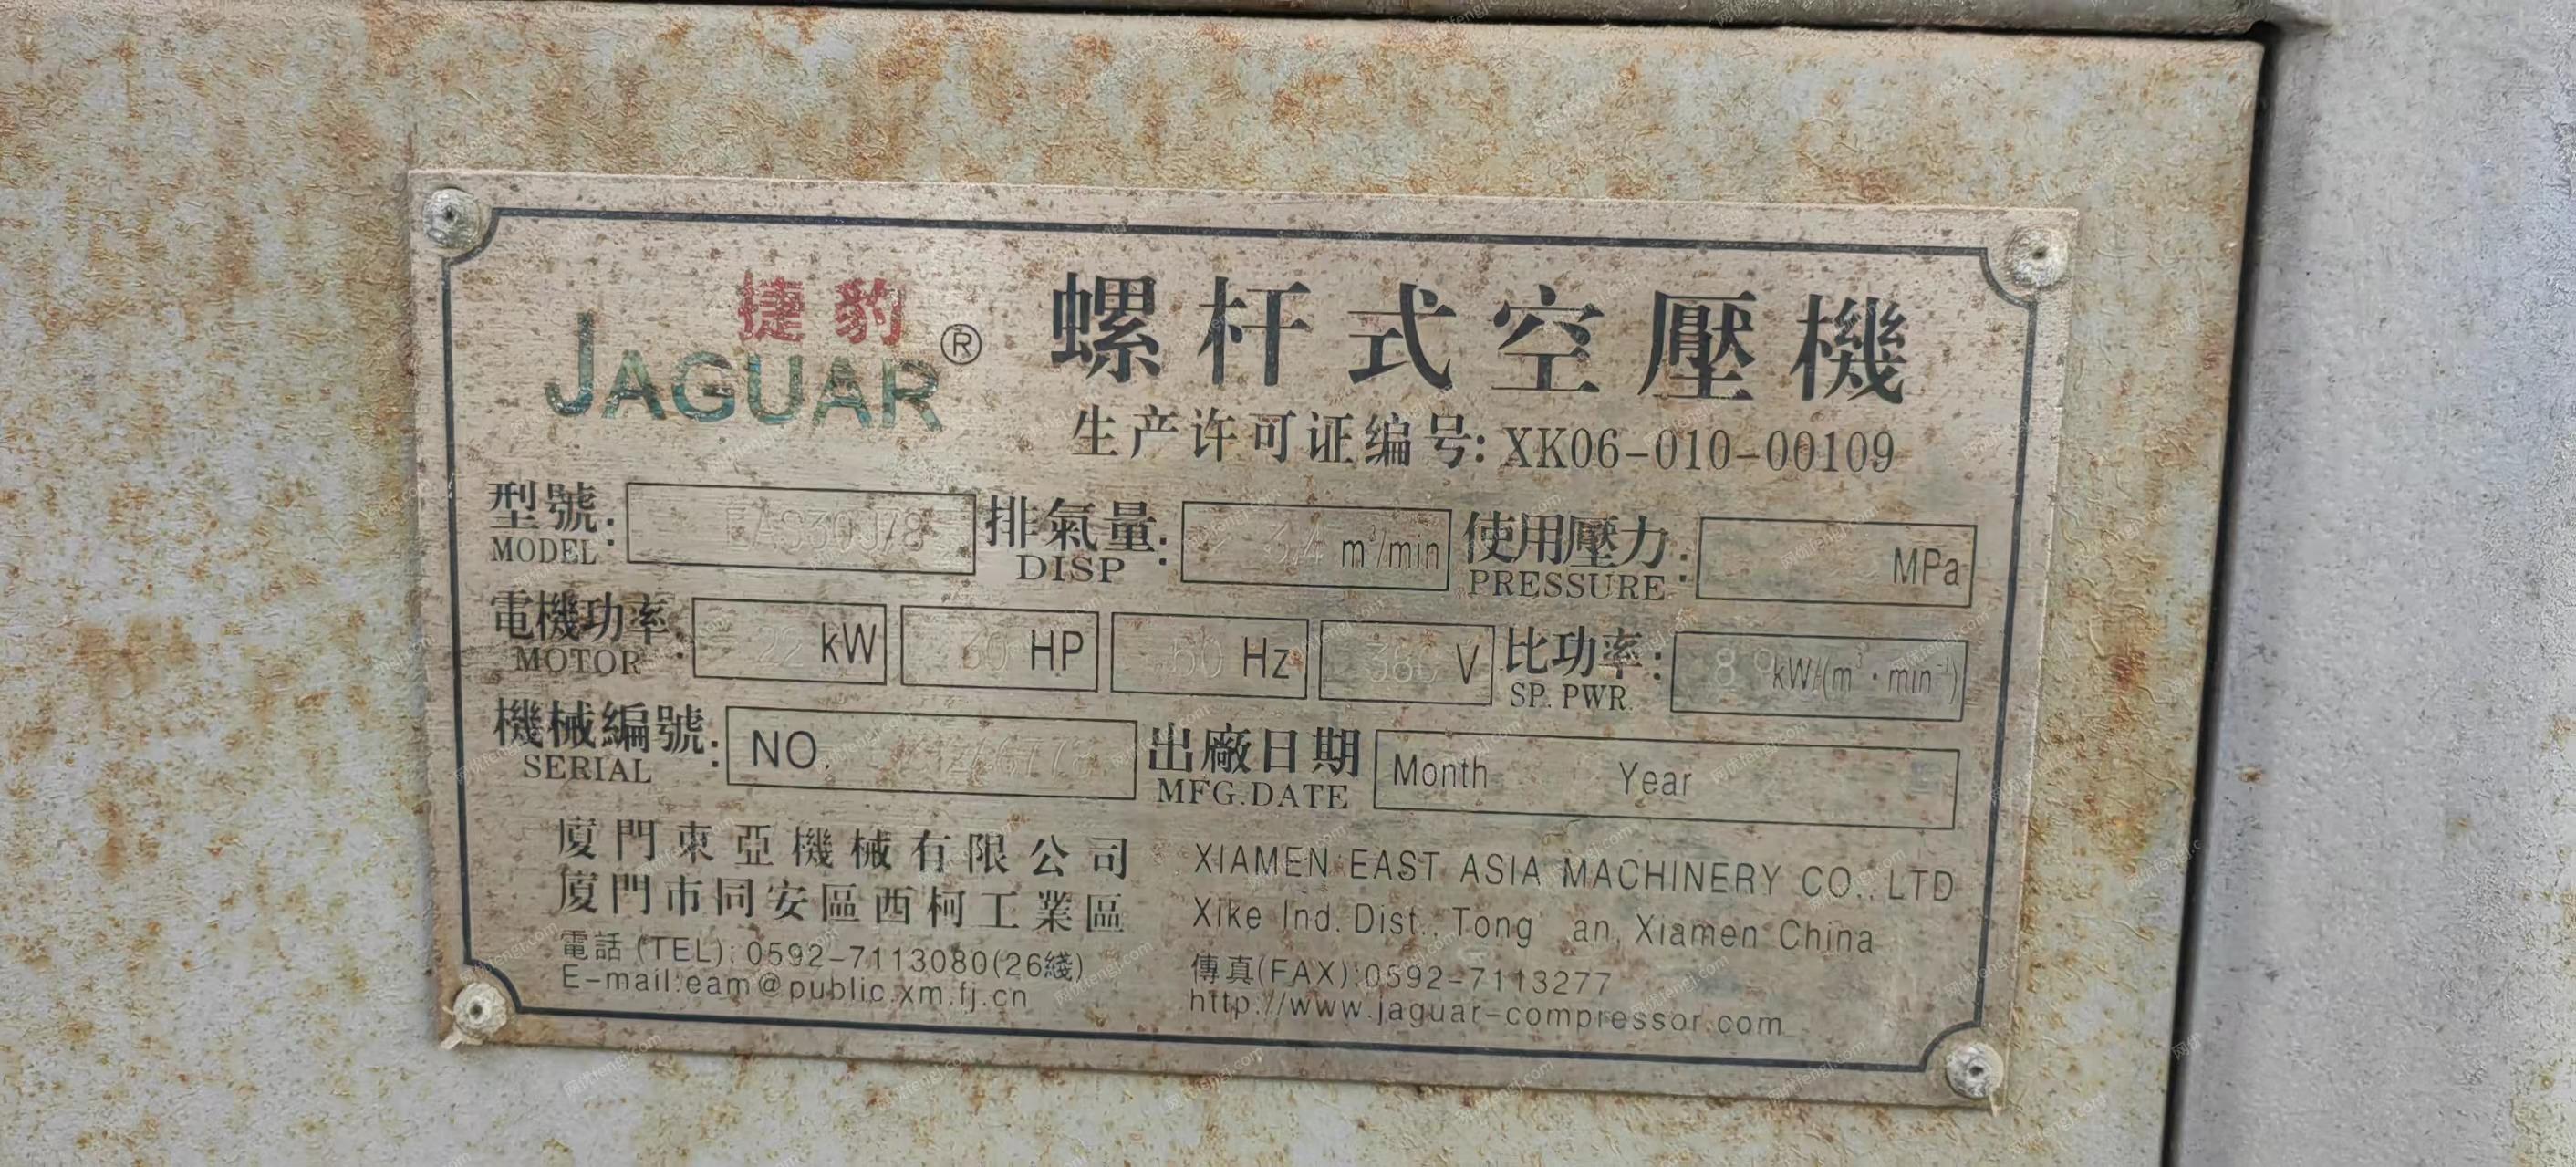 捷豹
JAGUAR® 螺杆式空壓機
生产许可证编号: XK06-010-00109
型號: EAS30J/8 排氣量: 3.4 m³/min 使用壓力: MPa
MODEL DISP PRESSURE
電機功率: 22 kW 30 HP Hz 380 V 比功率: kW/(m³·min⁻¹)
MOTOR SP. PWR.
機械編號: NO. 出廠日期 Month Year
SERIAL MFG.DATE
廈門東亞機械有限公司 XIAMEN EAST ASIA MACHINERY CO., LTD
廈門市同安區西柯工業區 Xike Ind. Dist., Tong an, Xiamen China
電話(TEL): 0592-7113080(26綫) 傳真(FAX):0592-7113277
E-mail:eam@public.xm.fj.cn http://www.jaguar-compressor.com